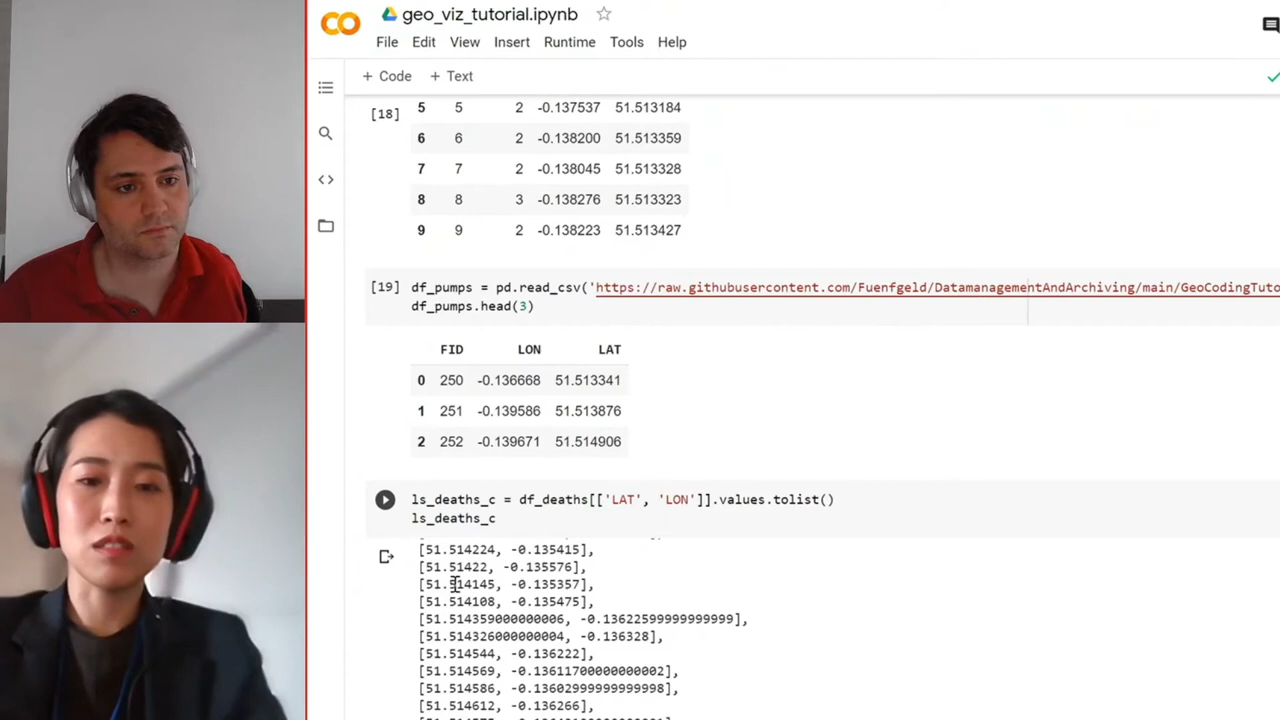 geo_viz_tutorial.ipynb
File Edit View Insert Runtime Tools Help
+ Code + Text
[18]
5 5 2 -0.137537 51.513184
6 6 2 -0.138200 51.513359
7 7 2 -0.138045 51.513328
8 8 3 -0.138276 51.513323
9 9 2 -0.138223 51.513427
[19] df_pumps = pd.read_csv('https://raw.githubusercontent.com/Fuenfgeld/DatamanagementAndArchiving/main/GeoCodingTuto
df_pumps.head(3)
FID LON LAT
0 250 -0.136668 51.513341
1 251 -0.139586 51.513876
2 252 -0.139671 51.514906
ls_deaths_c = df_deaths[['LAT', 'LON']].values.tolist()
ls_deaths_c
[51.514224, -0.135415],
[51.51422, -0.135576],
[51.514145, -0.135357],
[51.514108, -0.135475],
[51.514359000000006, -0.13622599999999999],
[51.514326000000004, -0.136328],
[51.514544, -0.136222],
[51.514569, -0.13611700000000002],
[51.514586, -0.13602999999999998],
[51.514612, -0.136266],